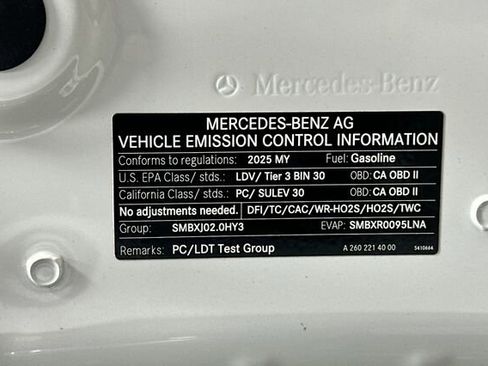 Mercedes-Benz
MERCEDES-BENZ AG
VEHICLE EMISSION CONTROL INFORMATION
Conforms to regulations: 2025 MY Fuel: Gasoline
U.S. EPA Class/ stds.: LDV/ Tier 3 BIN 30 OBD: CA OBD II
California Class/ stds.: PC/ SULEV 30 OBD: CA OBD II
No adjustments needed. DFI/TC/CAC/WR-HO2S/HO2S/TWC
Group: SMBXJ02.0HY3 EVAP: SMBXR0095LNA
Remarks: PC/LDT Test Group A 260 221 40 00 5410664